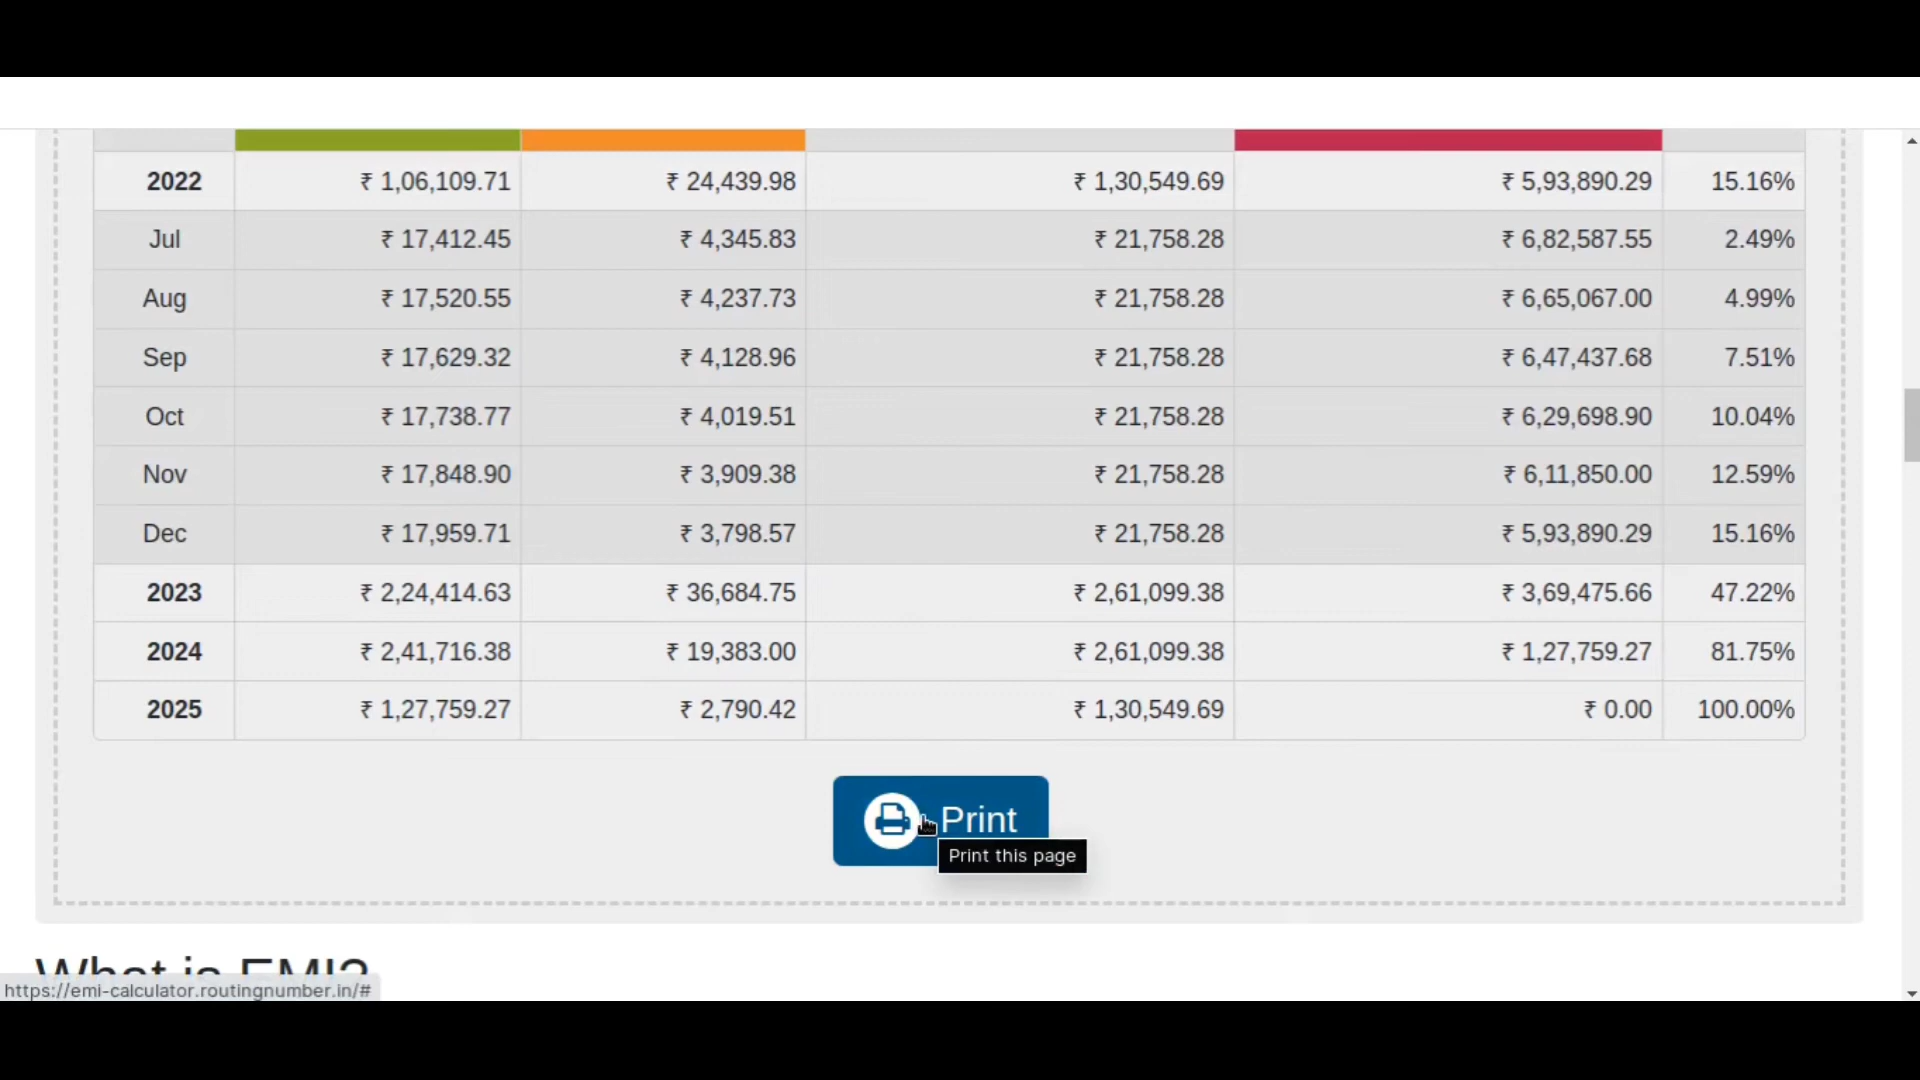 2022 ₹ 1,06,109.71 ₹ 24,439.98 ₹ 1,30,549.69 ₹ 5,93,890.29 15.16%
Jul ₹ 17,412.45 ₹ 4,345.83 ₹ 21,758.28 ₹ 6,82,587.55 2.49%
Aug ₹ 17,520.55 ₹ 4,237.73 ₹ 21,758.28 ₹ 6,65,067.00 4.99%
Sep ₹ 17,629.32 ₹ 4,128.96 ₹ 21,758.28 ₹ 6,47,437.68 7.51%
Oct ₹ 17,738.77 ₹ 4,019.51 ₹ 21,758.28 ₹ 6,29,698.90 10.04%
Nov ₹ 17,848.90 ₹ 3,909.38 ₹ 21,758.28 ₹ 6,11,850.00 12.59%
Dec ₹ 17,959.71 ₹ 3,798.57 ₹ 21,758.28 ₹ 5,93,890.29 15.16%
2023 ₹ 2,24,414.63 ₹ 36,684.75 ₹ 2,61,099.38 ₹ 3,69,475.66 47.22%
2024 ₹ 2,41,716.38 ₹ 19,383.00 ₹ 2,61,099.38 ₹ 1,27,759.27 81.75%
2025 ₹ 1,27,759.27 ₹ 2,790.42 ₹ 1,30,549.69 ₹ 0.00 100.00%
Print
Print this page
What is EMI?
https://emi-calculator.routingnumber.in/#